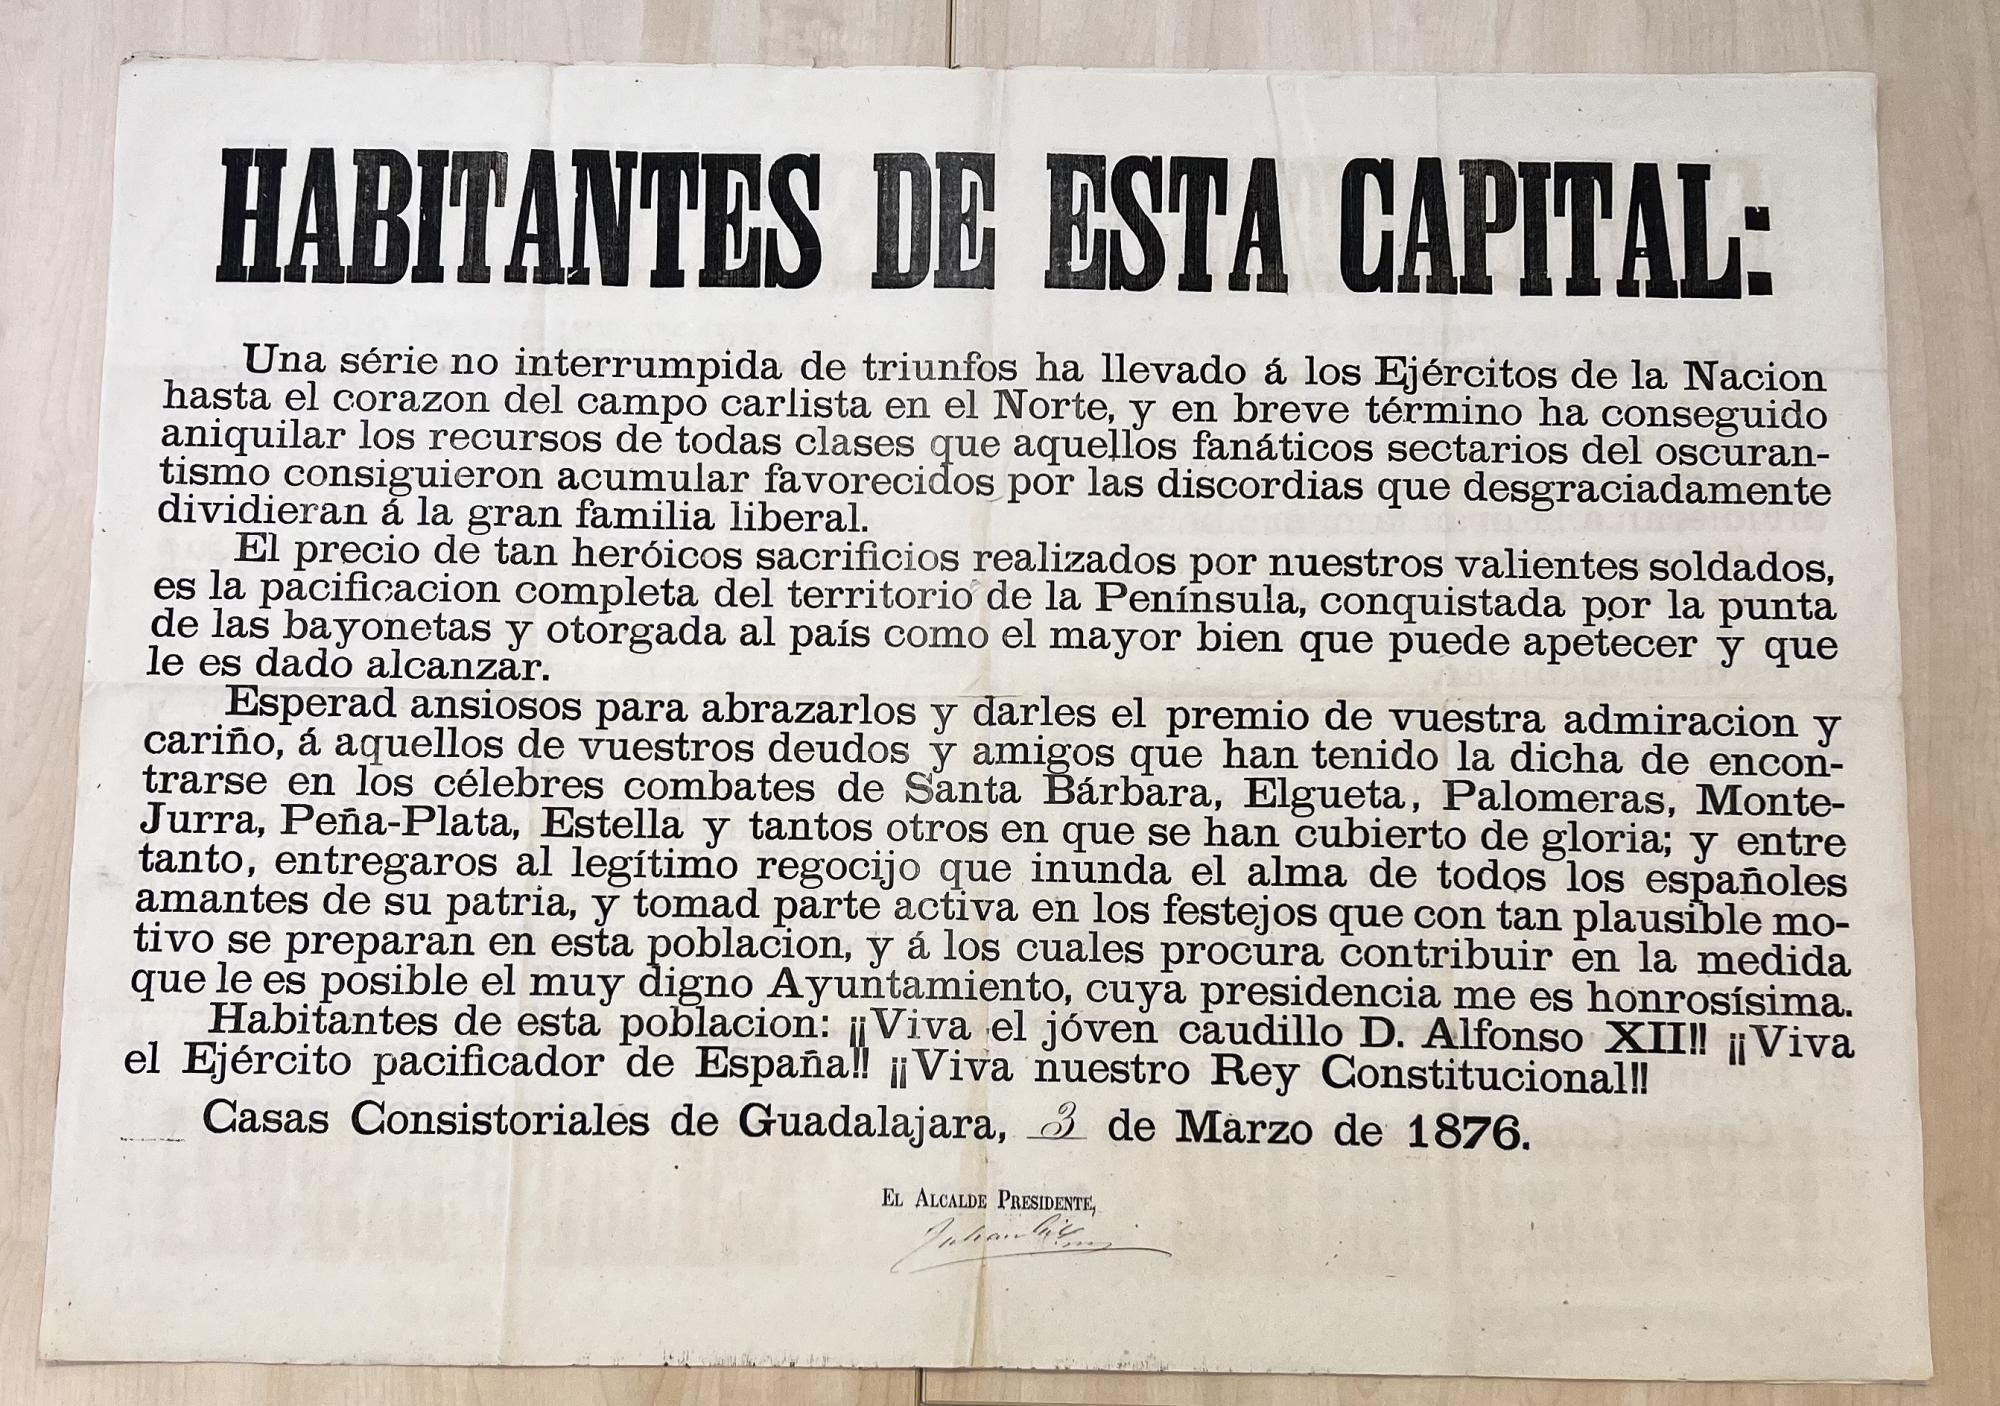 HABITANTES DE ESTA CAPITAL:
Una série no interrumpida de triunfos ha llevado á los Ejércitos de la Nacion
hasta el corazon del campo carlista en el Norte, y en breve término ha conseguido
aniquilar los recursos de todas clases que aquellos fanáticos sectarios del oscuran-
tismo consiguieron acumular favorecidos por las discordias que desgraciadamente
dividieran á la gran familia liberal.
El precio de tan heróicos sacrificios realizados por nuestros valientes soldados,
es la pacificacion completa del territorio de la Península, conquistada por la punta
de las bayonetas y otorgada al país como el mayor bien que puede apetecer y que
le es dado alcanzar.
Esperad ansiosos para abrazarlos y darles el premio de vuestra admiracion y
cariño, á aquellos de vuestros deudos y amigos que han tenido la dicha de encon-
trarse en los célebres combates de Santa Bárbara, Elgueta, Palomeras, Monte-
Jurra, Peña-Plata, Estella y tantos otros en que se han cubierto de gloria; y entre
tanto, entregaros al legítimo regocijo que inunda el alma de todos los españoles
amantes de su patria, y tomad parte activa en los festejos que con tan plausible mo-
tivo se preparan en esta poblacion, y á los cuales procura contribuir en la medida
que le es posible el muy digno Ayuntamiento, cuya presidencia me es honrosísima.
Habitantes de esta poblacion: ¡¡Viva el jóven caudillo D. Alfonso XII!! ¡¡Viva
el Ejército pacificador de España!! ¡¡Viva nuestro Rey Constitucional!!
Casas Consistoriales de Guadalajara, 3 de Marzo de 1876.
EL ALCALDE PRESIDENTE,
Julian Gil